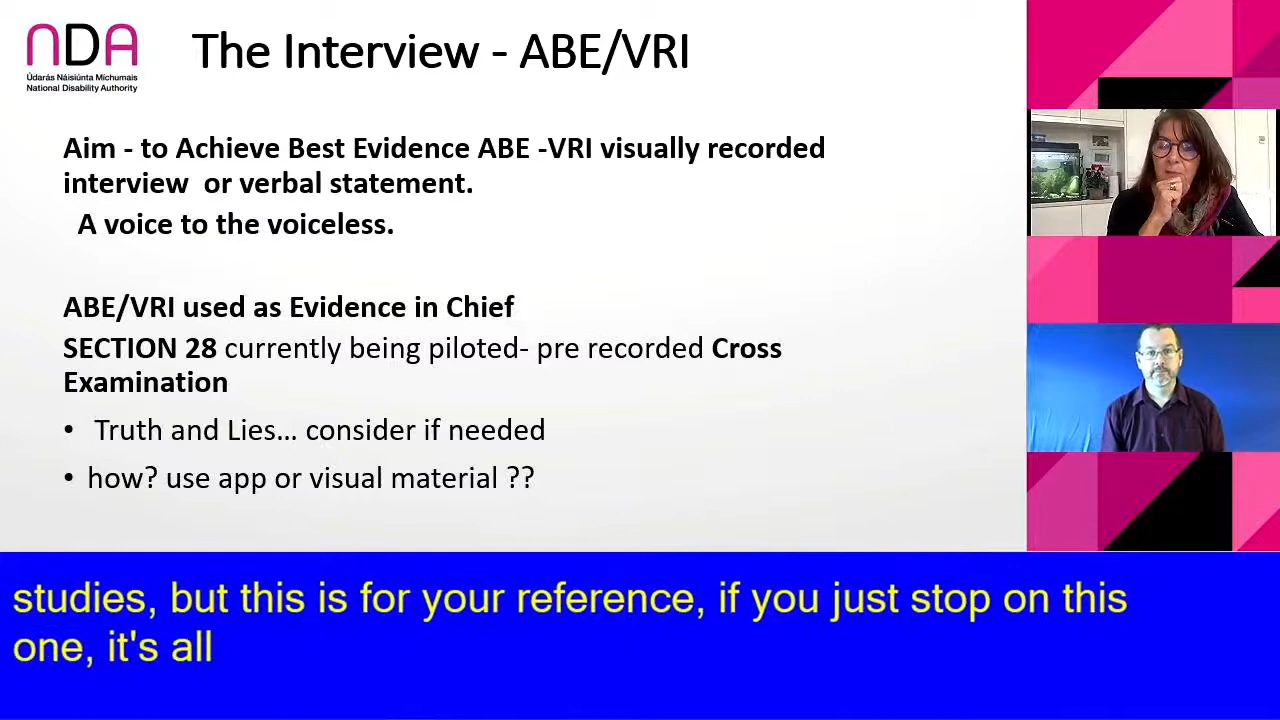 nDA
Údarás Náisiúnta Míchumais
National Disability Authority
The Interview - ABE/VRI
Aim - to Achieve Best Evidence ABE -VRI visually recorded
interview or verbal statement.
A voice to the voiceless.
ABE/VRI used as Evidence in Chief
SECTION 28 currently being piloted- pre recorded Cross
Examination
• Truth and Lies... consider if needed
• how? use app or visual material ??
studies, but this is for your reference, if you just stop on this
one, it's all